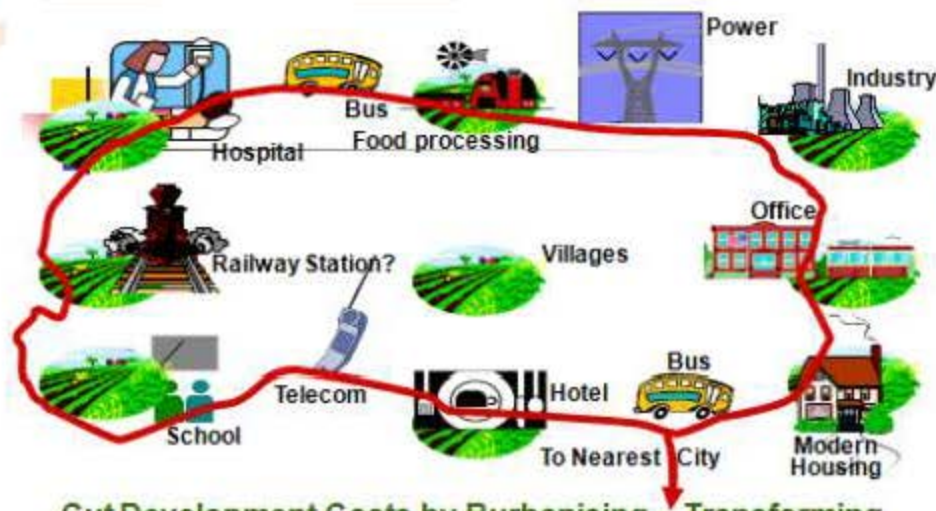 Power
Industry
Bus
Hospital
Food processing
Office
Railway Station?
Villages
Bus
Telecom
Hotel
School
To Nearest City
Modern
Housing